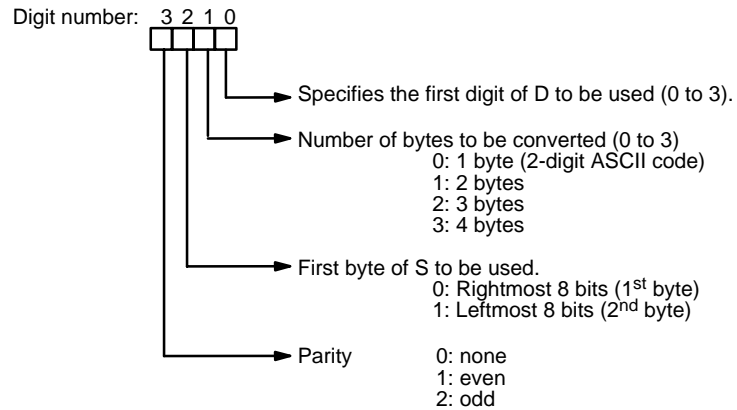 Digit number: 3 2 1 0
Specifies the first digit of D to be used (0 to 3).
Number of bytes to be converted (0 to 3)
0: 1 byte (2-digit ASCII code)
1: 2 bytes
2: 3 bytes
3: 4 bytes
First byte of S to be used.
0: Rightmost 8 bits (1st byte)
1: Leftmost 8 bits (2nd byte)
Parity 0: none
1: even
2: odd